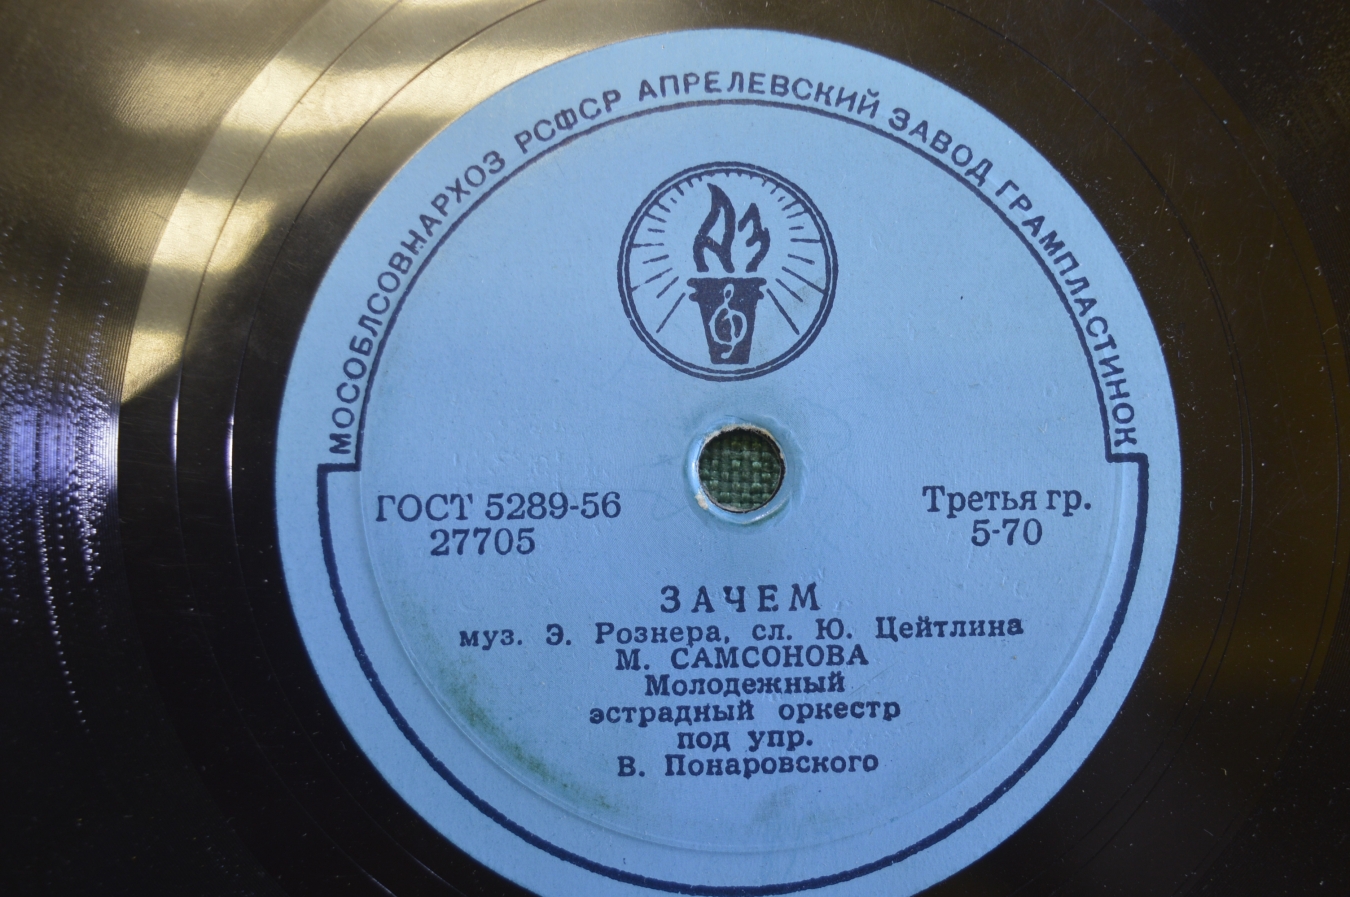 МОСОБЛСОВНАРХОЗ РСФСР АПРЕЛЕВСКИЙ ЗАВОД ГРАМПЛАСТИНОК
АЗ
ГОСТ 5289-56
27705
Третья гр.
5-70
ЗАЧЕМ
муз. Э. Рознера, сл. Ю. Цейтлина
М. САМСОНОВА
Молодежный
эстрадный оркестр
под упр.
В. Понаровского